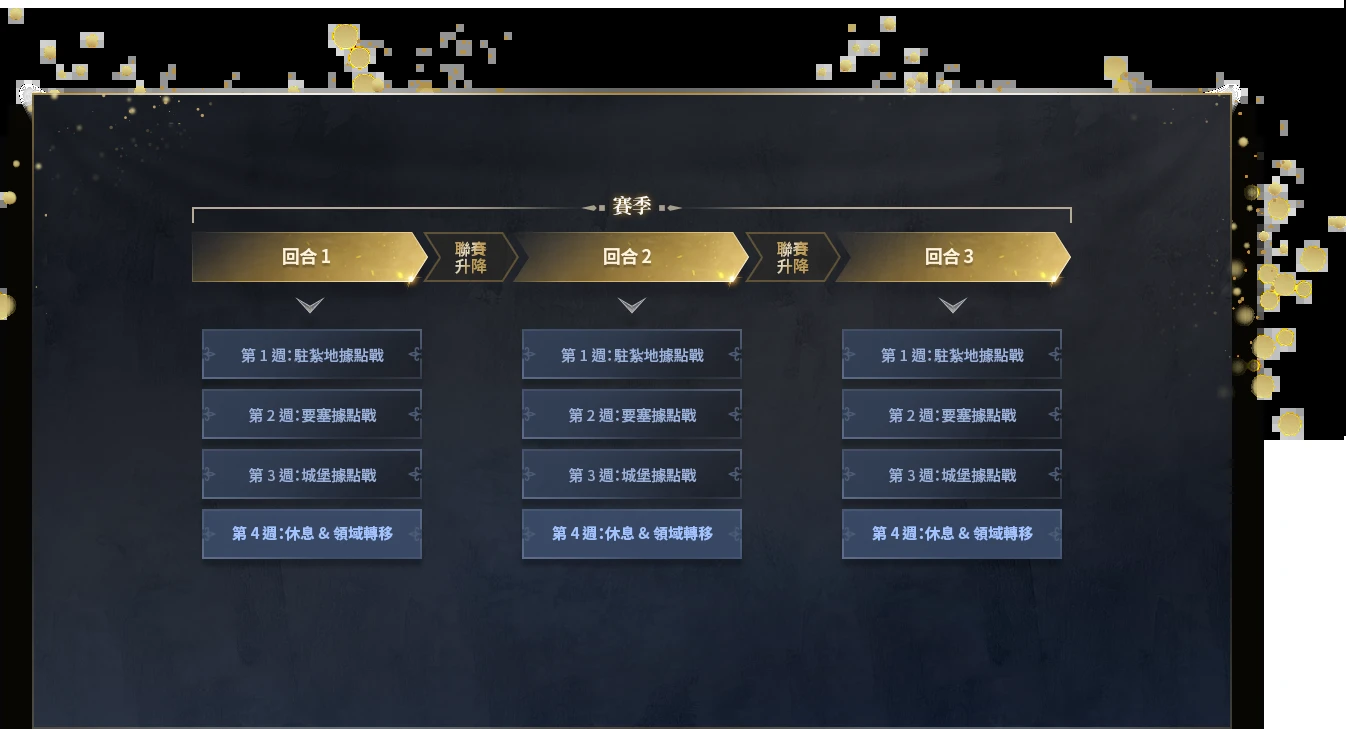 賽季
回合 1
聯賽
升降
回合 2
聯賽
升降
回合 3
第 1 週：駐紮地據點戰
第 1 週：駐紮地據點戰
第 1 週：駐紮地據點戰
第 2 週：要塞據點戰
第 2 週：要塞據點戰
第 2 週：要塞據點戰
第 3 週：城堡據點戰
第 3 週：城堡據點戰
第 3 週：城堡據點戰
第 4 週：休息 & 領域轉移
第 4 週：休息 & 領域轉移
第 4 週：休息 & 領域轉移